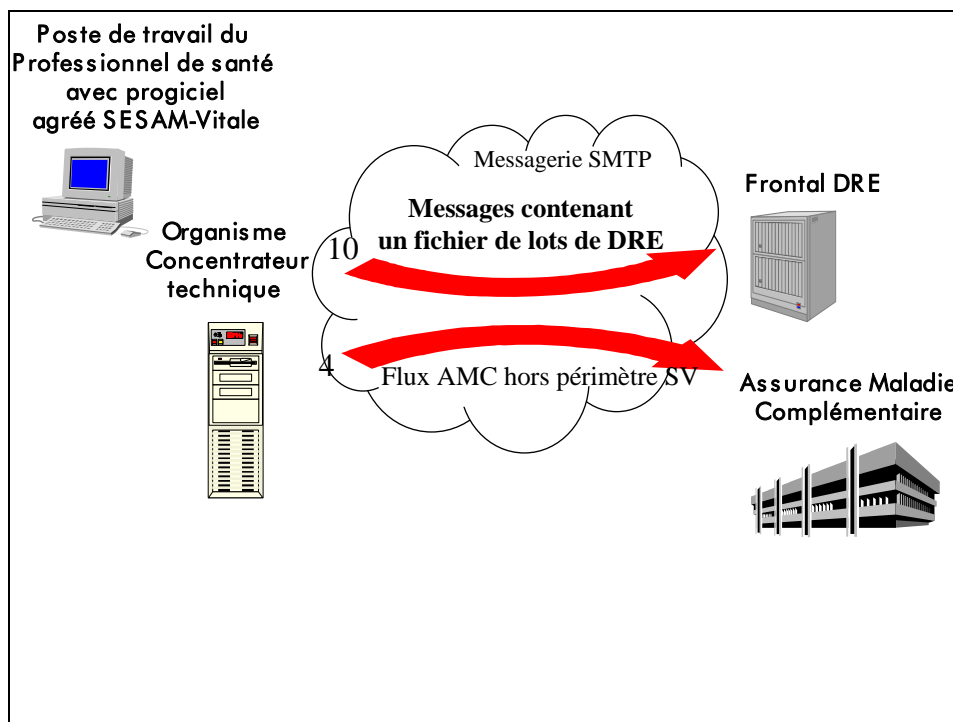 Poste de travail du
Professionnel de santé
avec progiciel
agréé SESAM-Vitale
Organisme
Concentrateur
technique
Messagerie SMTP
Messages contenant
un fichier de lots de DRE
10
4
Flux AMC hors périmètre SV
Frontal DRE
Assurance Maladie
Complémentaire